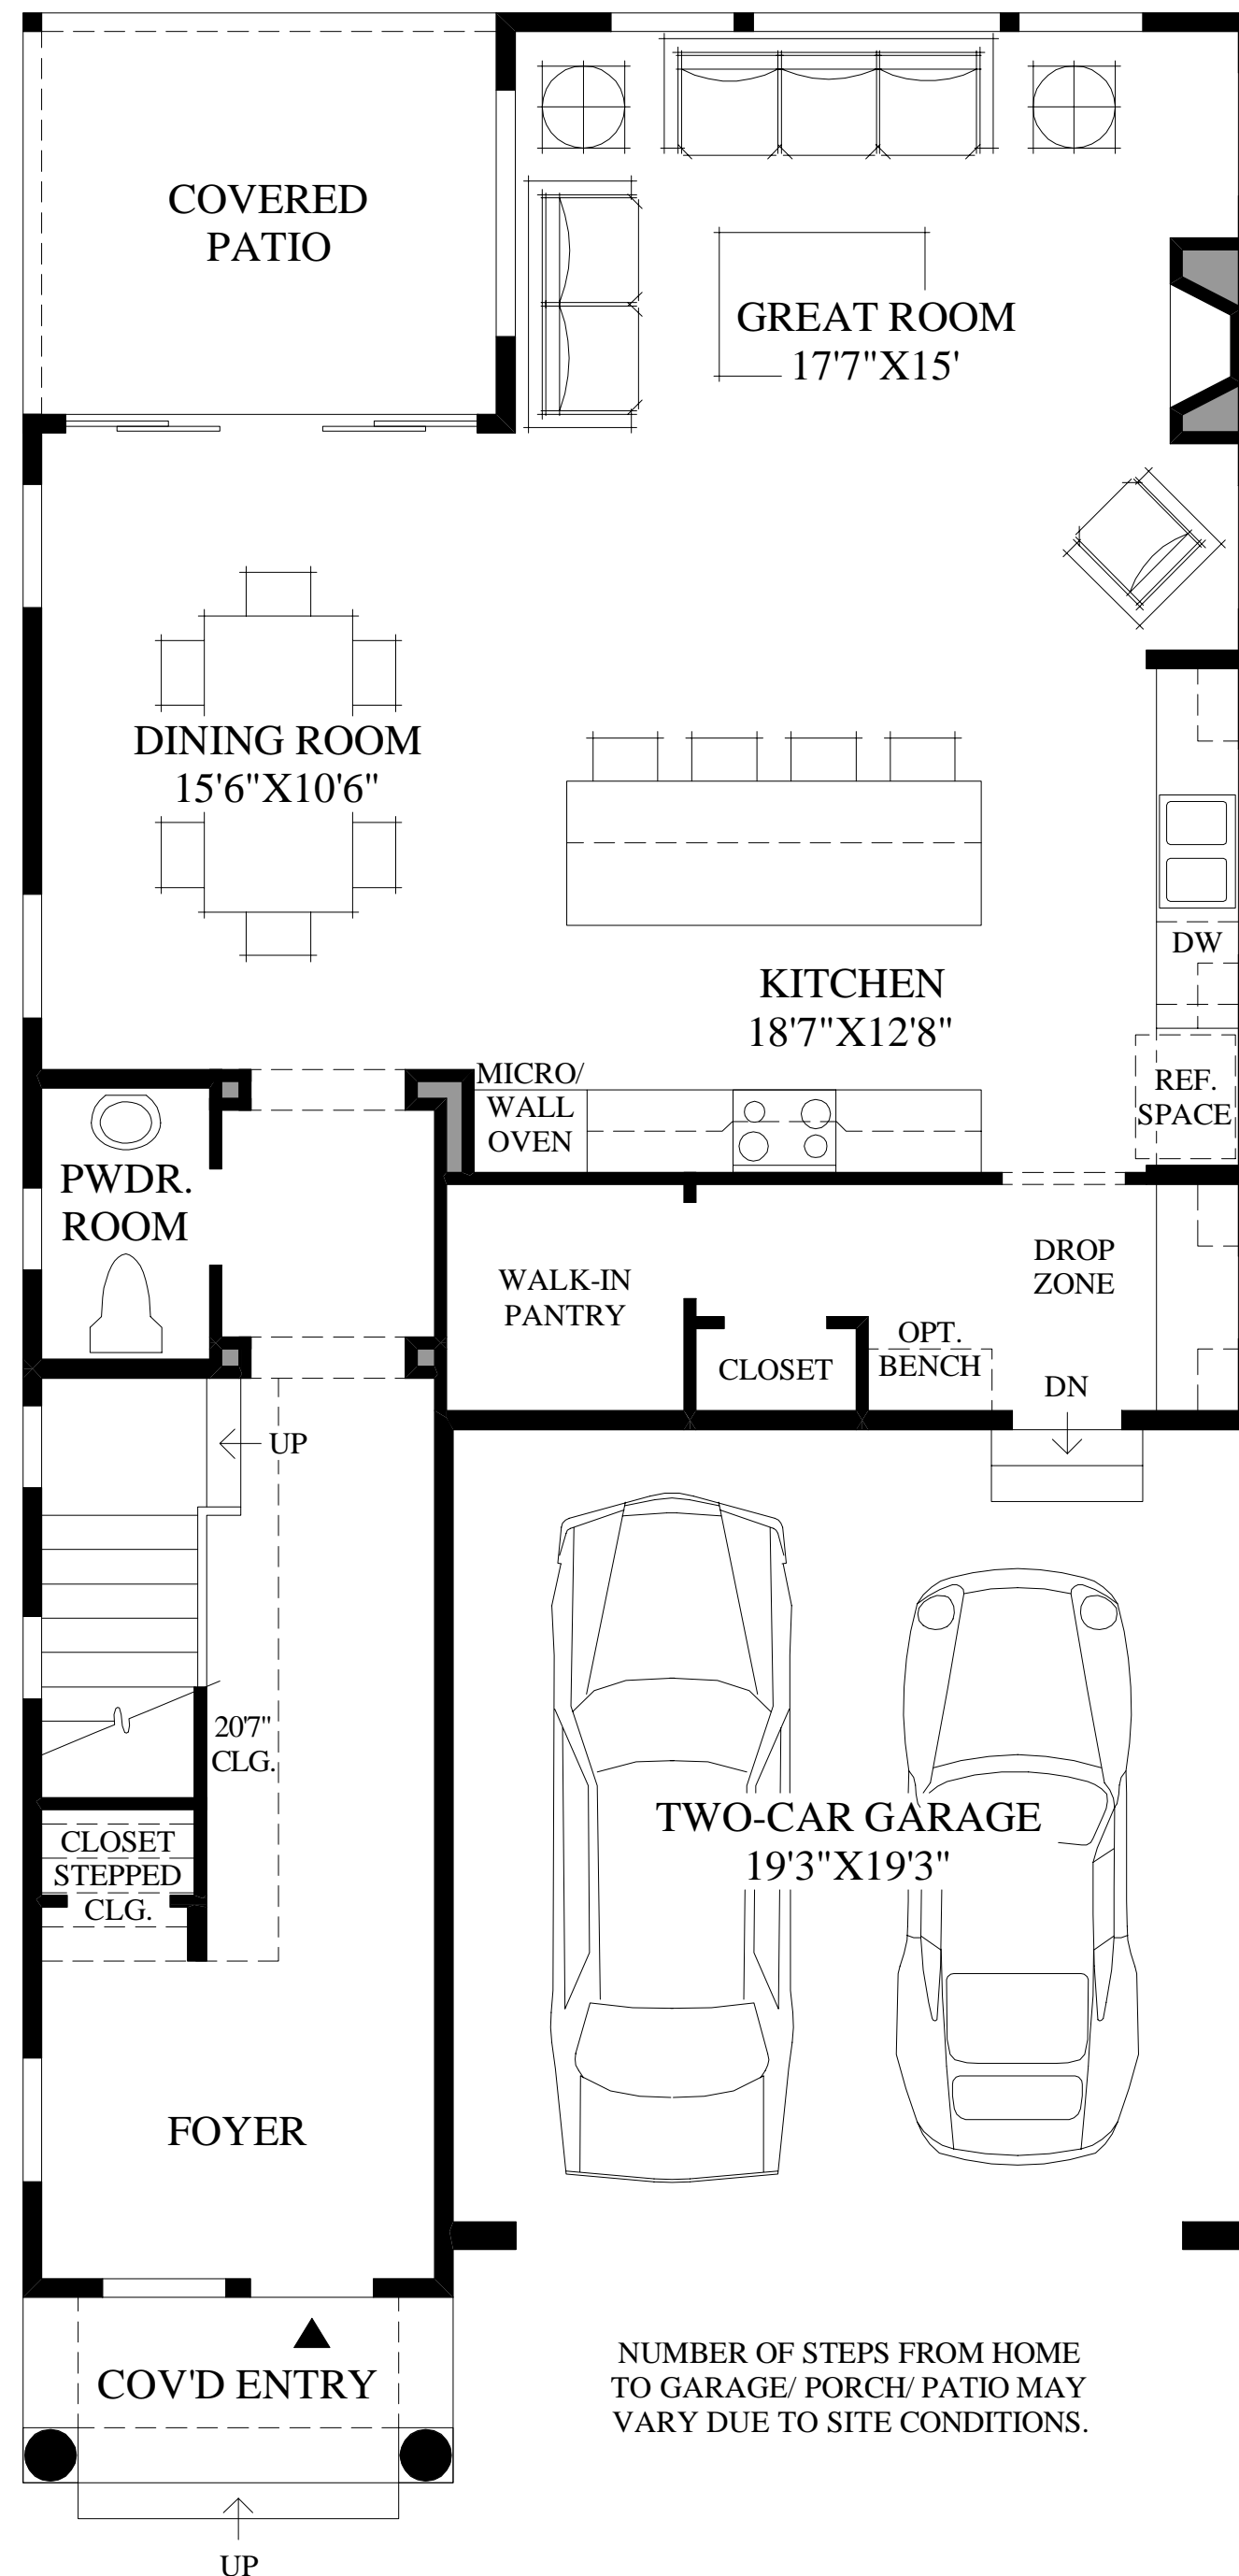 COVERED
PATIO
GREAT ROOM
17'7"X15'
DINING ROOM
15'6"X10'6"
DW
KITCHEN
18'7"X12'8"
MICRO/
WALL
OVEN
REF.
SPACE
PWDR.
ROOM
WALK-IN
PANTRY
DROP
ZONE
CLOSET
OPT.
BENCH
DN
UP
20'7"
CLG.
TWO-CAR GARAGE
19'3"X19'3"
CLOSET
STEPPED
CLG.
FOYER
COV'D ENTRY
NUMBER OF STEPS FROM HOME
TO GARAGE/ PORCH/ PATIO MAY
VARY DUE TO SITE CONDITIONS.
UP